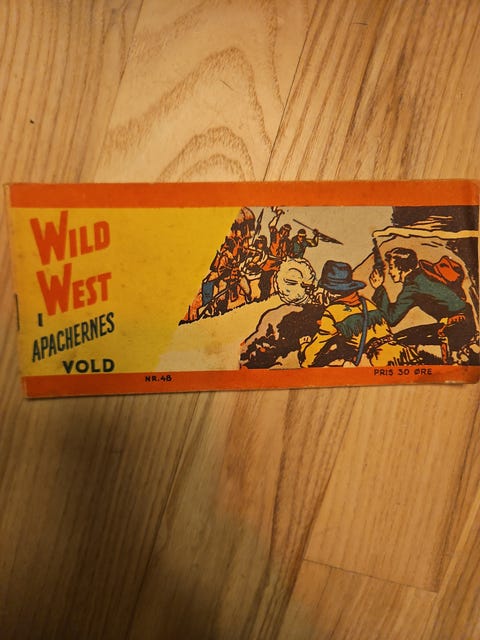 WILD
WEST
I
APACHERNES
VOLD
NR. 48
PRIS 30 ØRE